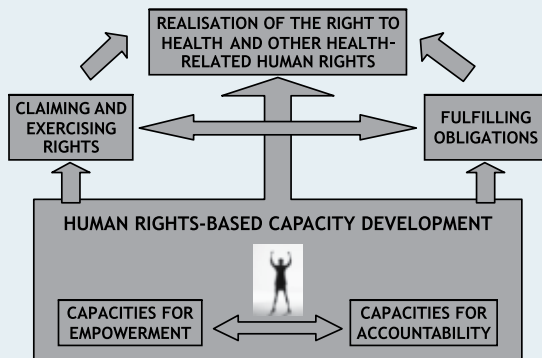 REALISATION OF THE RIGHT TO
HEALTH AND OTHER HEALTH-
RELATED HUMAN RIGHTS
CLAIMING AND
EXERCISING
RIGHTS
FULFILLING
OBLIGATIONS
HUMAN RIGHTS-BASED CAPACITY DEVELOPMENT
CAPACITIES FOR
EMPOWERMENT
CAPACITIES FOR
ACCOUNTABILITY